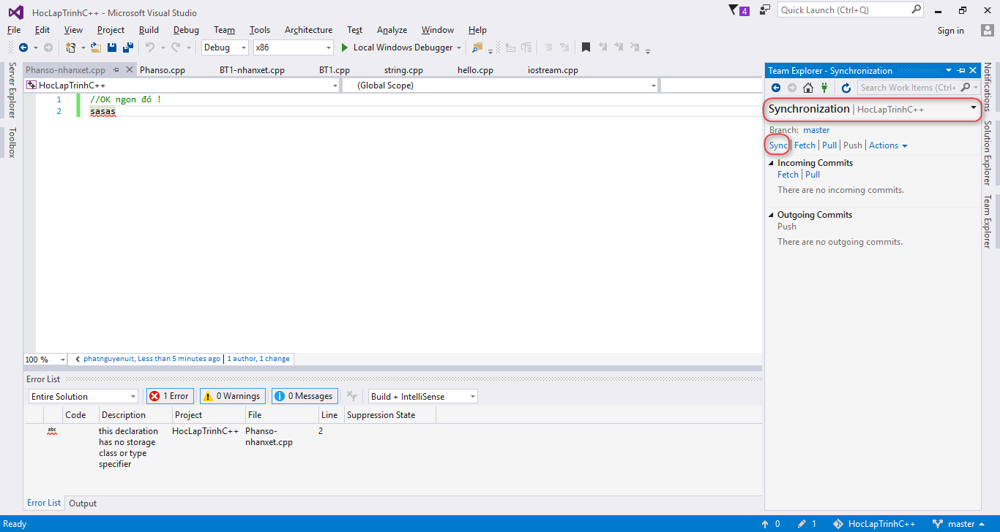 HocLapTrinhC++ - Microsoft Visual Studio
4
Quick Launch (Ctrl+Q)
File Edit View Project Build Debug Team Tools Architecture Test Analyze Window Help
Sign in
Debug x86 Local Windows Debugger
Server Explorer
Toolbox
Phanso-nhanxet.cpp Phanso.cpp BT1-nhanxet.cpp BT1.cpp string.cpp hello.cpp iostream.cpp
HocLapTrinhC++ (Global Scope)
1 //OK ngon đó !
2 sasas
100 % phatnguyenuit, Less than 5 minutes ago | 1 author, 1 change
Team Explorer - Synchronization
Search Work Items (Ctrl+
Synchronization | HocLapTrinhC++
Branch: master
Sync | Fetch | Pull | Push | Actions
Incoming Commits
Fetch | Pull
There are no incoming commits.
Outgoing Commits
Push
There are no outgoing commits.
Notifications
Solution Explorer
Team Explorer
Error List
Entire Solution 1 Error 0 Warnings 0 Messages Build + IntelliSense
Code Description Project File Line Suppression State
abc this declaration HocLapTrinhC++ Phanso- 2
has no storage nhanxet.cpp
class or type
specifier
Error List Output
Ready 0 1 HocLapTrinhC++ master